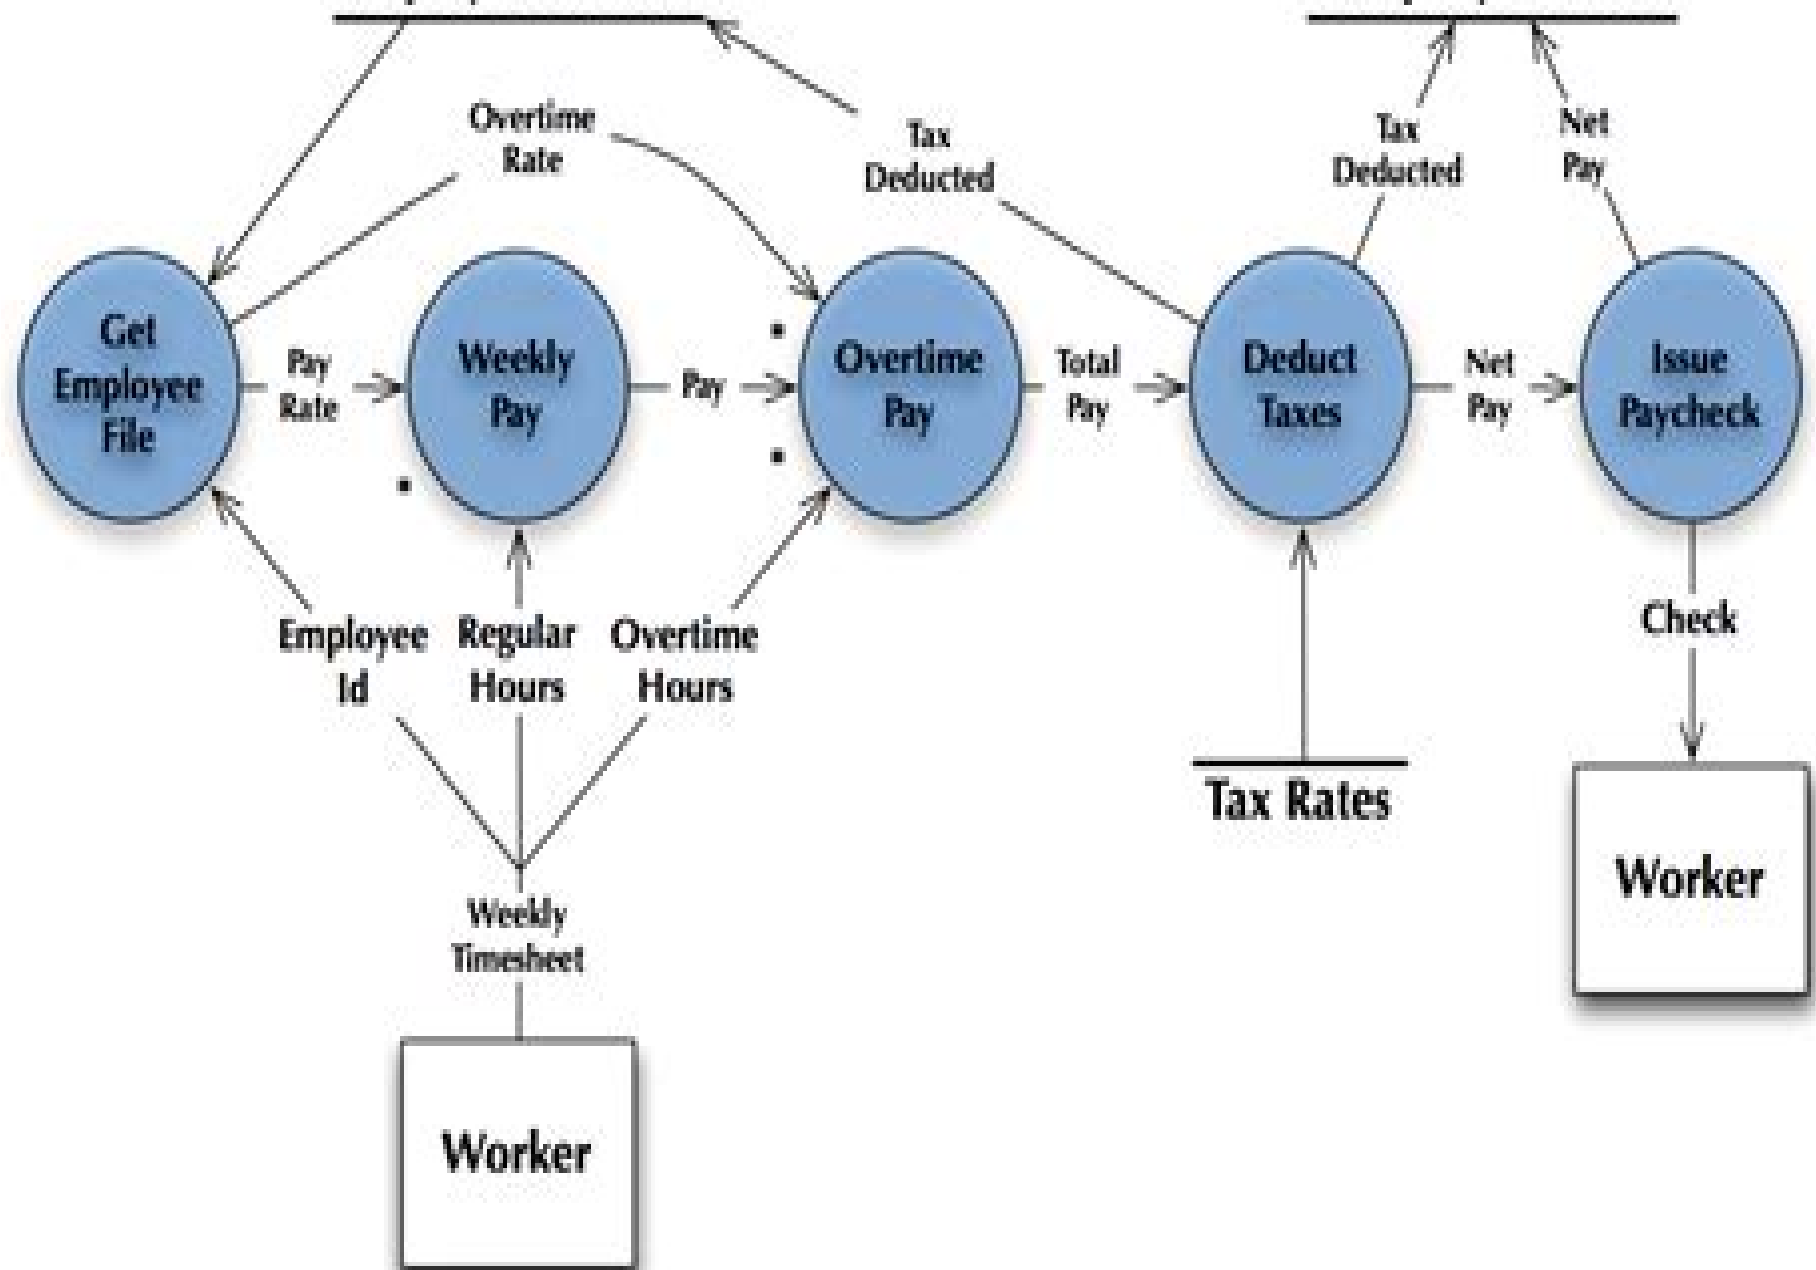 Overtime
Rate
Tax
Deducted
Tax
Deducted
Net
Pay
Get
Employee
File
Pay
Rate
Weekly
Pay
Pay
Overtime
Pay
Total
Pay
Deduct
Taxes
Net
Pay
Issue
Paycheck
Employee
Id
Regular
Hours
Overtime
Hours
Check
Tax Rates
Worker
Weekly
Timesheet
Worker